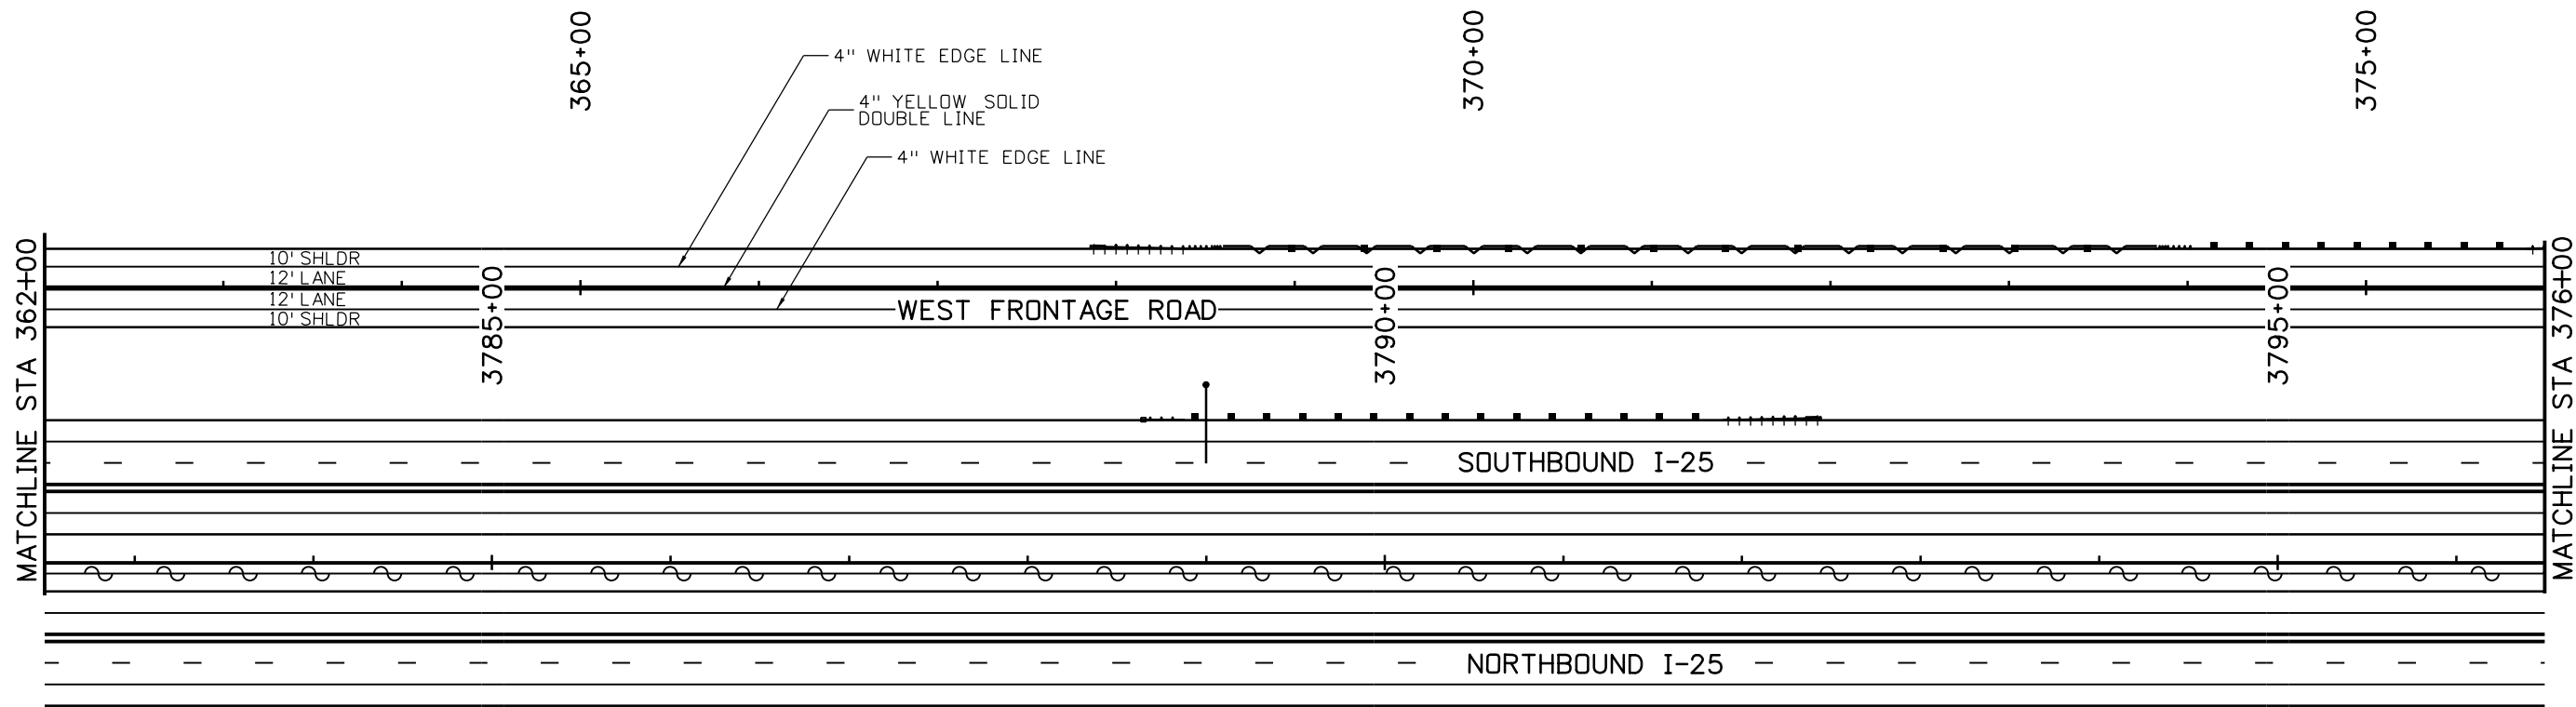 365+00
370+00
375+00
4" WHITE EDGE LINE
4" YELLOW SOLID
DOUBLE LINE
4" WHITE EDGE LINE
MATCHLINE STA 362+00
10' SHLDR
12' LANE
12' LANE
10' SHLDR
3785+00
WEST FRONTAGE ROAD
3790+00
3795+00
MATCHLINE STA 376+00
SOUTHBOUND I-25
NORTHBOUND I-25